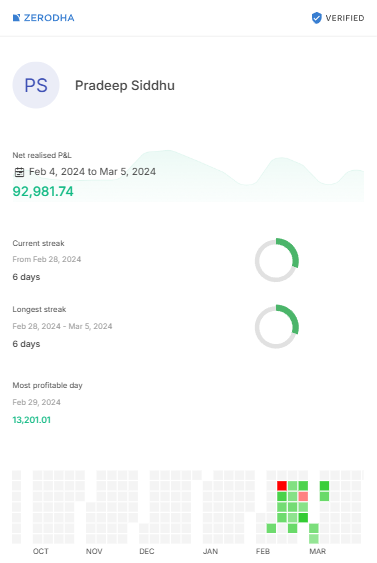 ZERODHA
VERIFIED
PS
Pradeep Siddhu
Net realised P&L
Feb 4, 2024 to Mar 5, 2024
92,981.74
Current streak
From Feb 28, 2024
6 days
Longest streak
Feb 28, 2024 - Mar 5, 2024
6 days
Most profitable day
Feb 29, 2024
13,201.01
OCT NOV DEC JAN FEB MAR